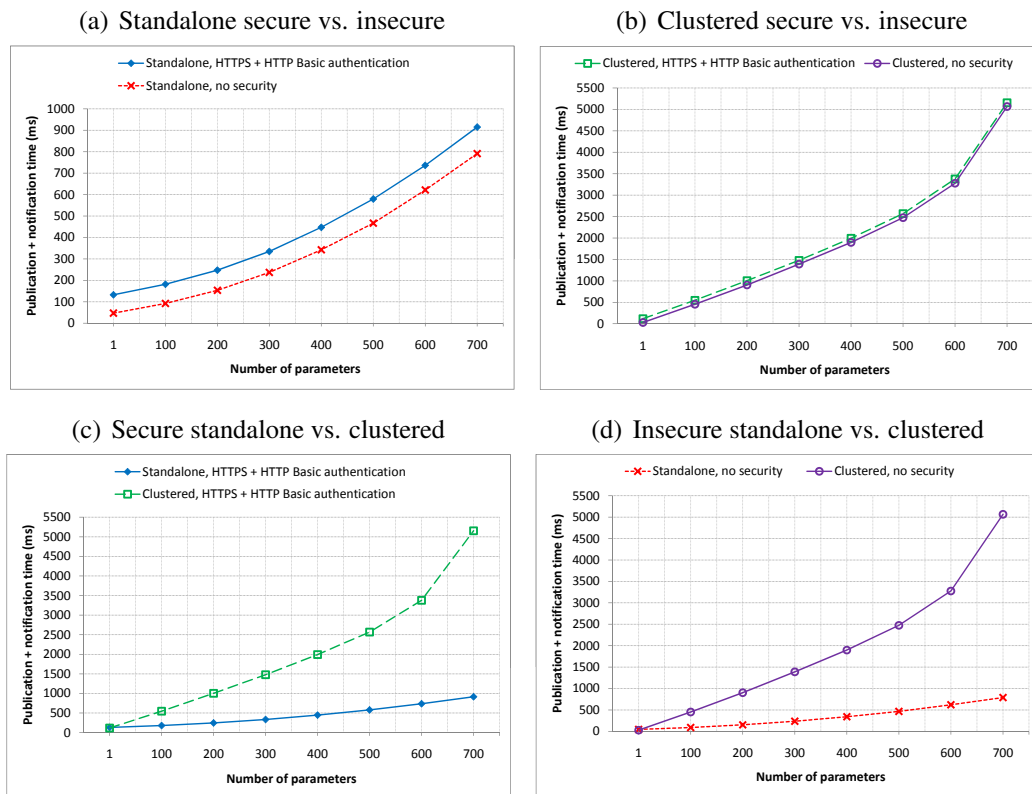 (a) Standalone secure vs. insecure
Standalone, HTTPS + HTTP Basic authentication
Standalone, no security
Publication + notification time (ms)
1000
900
800
700
600
500
400
300
200
100
0
1 100 200 300 400 500 600 700
Number of parameters
(b) Clustered secure vs. insecure
Clustered, HTTPS + HTTP Basic authentication
Clustered, no security
Publication + notification time (ms)
5500
5000
4500
4000
3500
3000
2500
2000
1500
1000
500
0
1 100 200 300 400 500 600 700
Number of parameters
(c) Secure standalone vs. clustered
Standalone, HTTPS + HTTP Basic authentication
Clustered, HTTPS + HTTP Basic authentication
Publication + notification time (ms)
5500
5000
4500
4000
3500
3000
2500
2000
1500
1000
500
0
1 100 200 300 400 500 600 700
Number of parameters
(d) Insecure standalone vs. clustered
Standalone, no security
Clustered, no security
Publication + notification time (ms)
5500
5000
4500
4000
3500
3000
2500
2000
1500
1000
500
0
1 100 200 300 400 500 600 700
Number of parameters